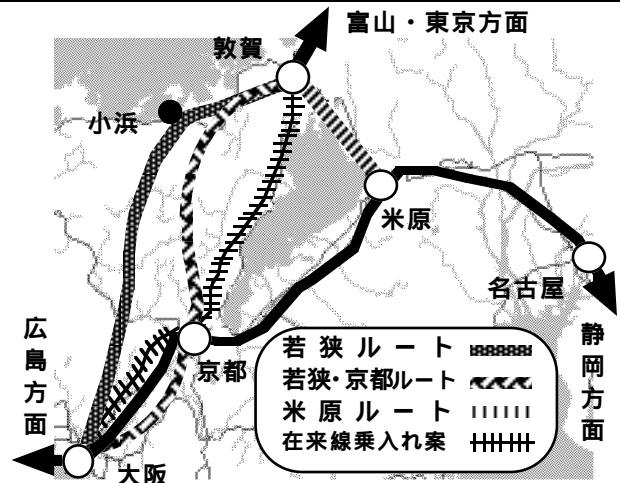 富山・東京方面
敦賀
小浜
米原
名古屋
広島方面
静岡方面
京都
大阪
若狭ルート
若狭・京都ルート
米原ルート
在来線乗入れ案